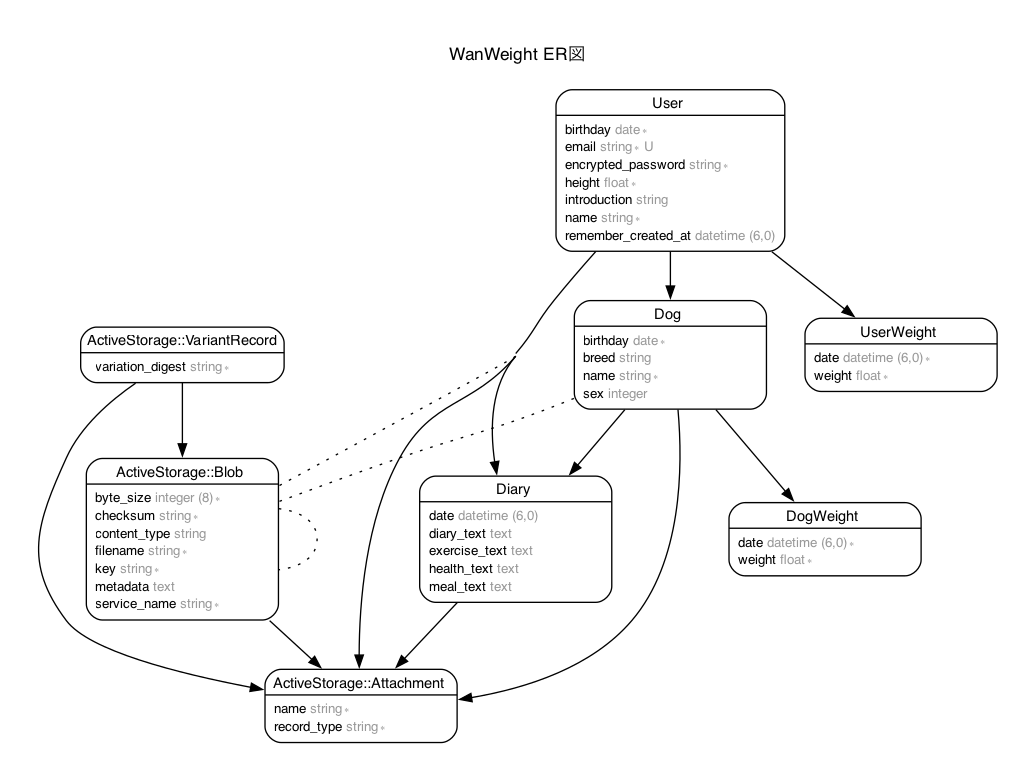 WanWeight ER図
User
birthday date *
email string * U
encrypted_password string *
height float *
introduction string
name string *
remember_created_at datetime (6,0)
Dog
birthday date *
breed string
name string *
sex integer
UserWeight
date datetime (6,0) *
weight float *
ActiveStorage::VariantRecord
variation_digest string *
ActiveStorage::Blob
byte_size integer (8) *
checksum string *
content_type string
filename string *
key string *
metadata text
service_name string *
Diary
date datetime (6,0)
diary_text text
exercise_text text
health_text text
meal_text text
DogWeight
date datetime (6,0) *
weight float *
ActiveStorage::Attachment
name string *
record_type string *